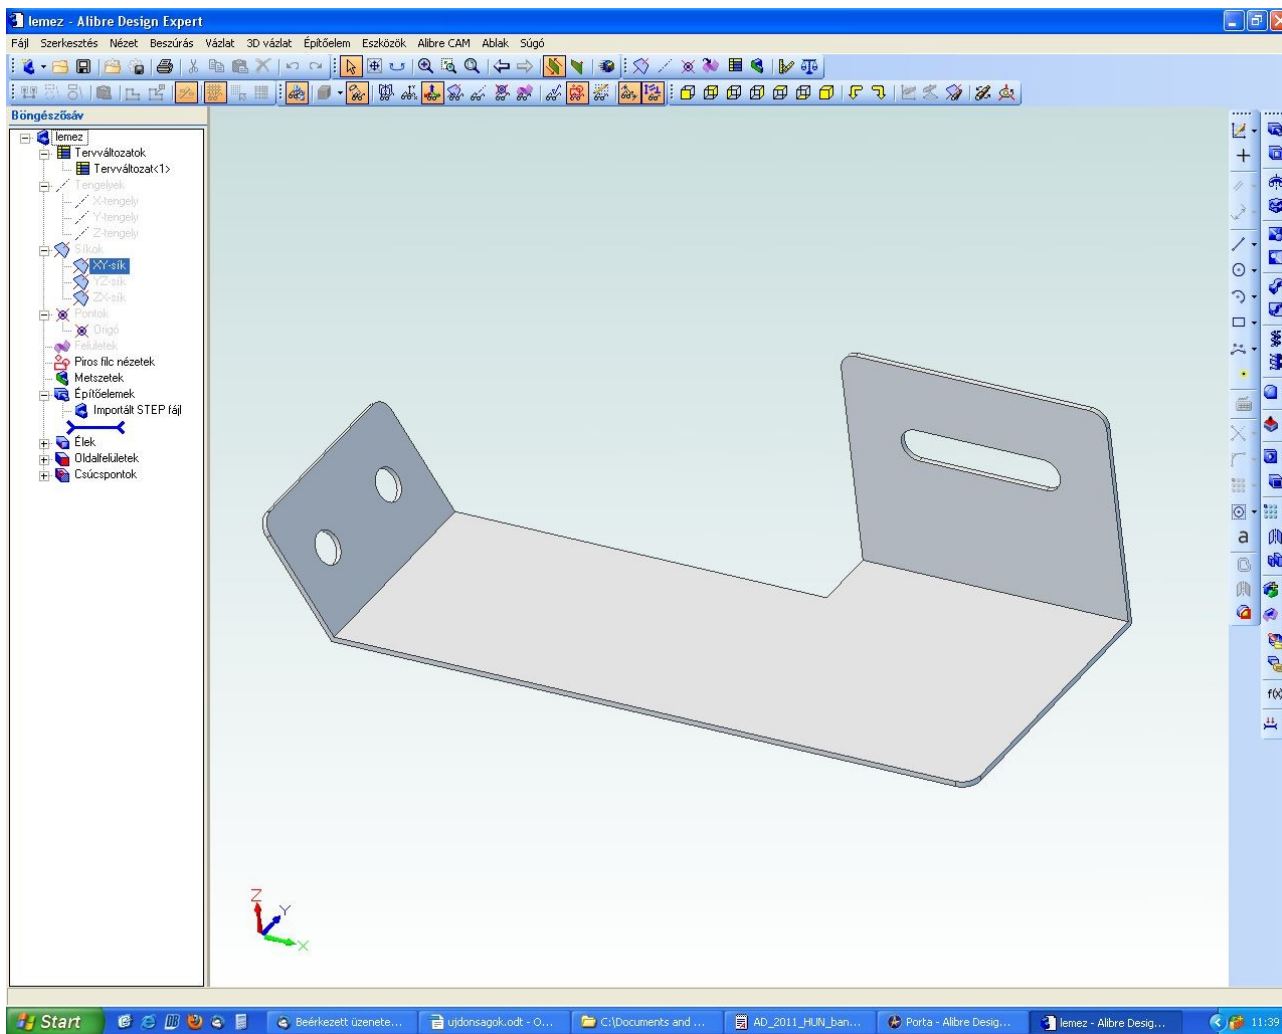 lemez - Alibre Design Expert
Fájl Szerkesztés Nézet Beszúrás Vázlat 3D vázlat Építőelem Eszközök Alibre CAM Ablak Súgó
Böngészősáv
lemez
Tervváltozatok
Tervváltozat<1>
Tengelyek
X-tengely
Y-tengely
Z-tengely
Síkok
XY-sík
YZ-sík
ZX-sík
Pontok
Origó
Felületek
Piros filc nézetek
Metszetek
Építőelemek
Importált STEP fájl
Élek
Oldalfelületek
Csúcspontok
a
f(x)
Z
Y
X
Start
Beérkezett üzenete...
ujdonsagok.odt - O...
C:\Documents and ...
AD_2011_HUN_ban...
Porta - Alibre Desig...
lemez - Alibre Desig...
11:39